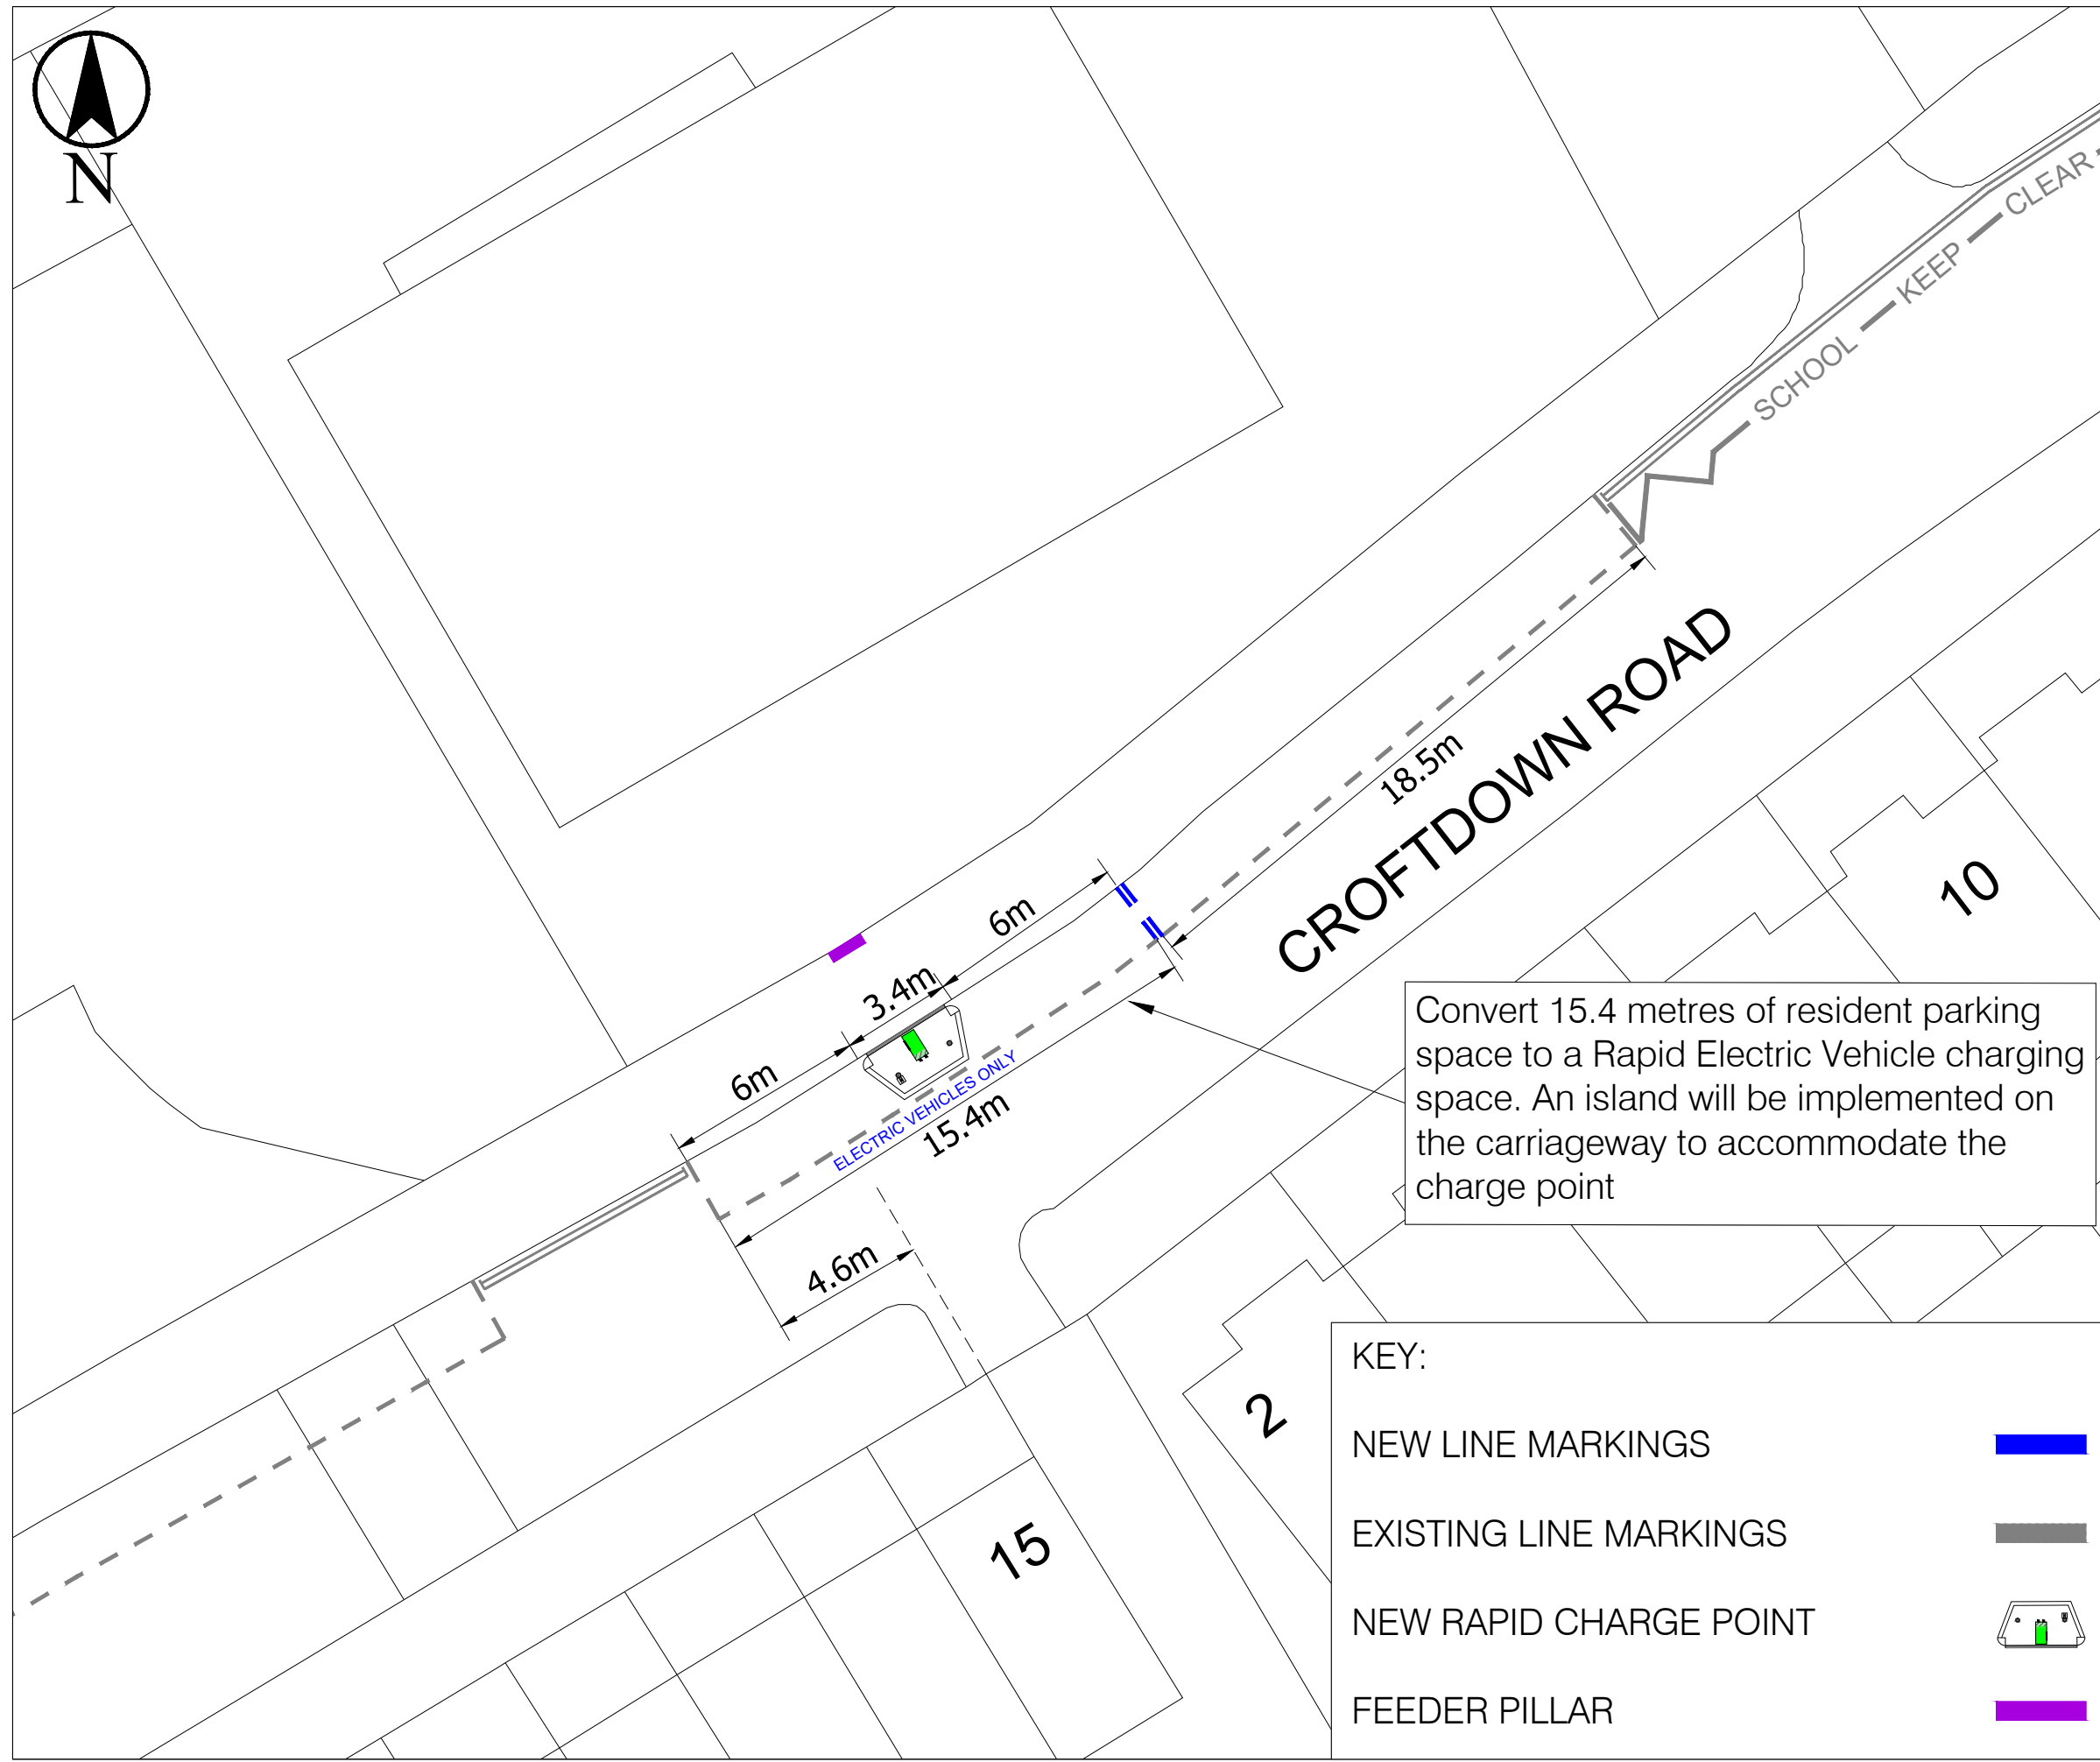 N
SCHOOL KEEP CLEAR
18.5m
CROFTDOWN ROAD
10
6m
3.4m
6m
ELECTRIC VEHICLES ONLY
15.4m
4.6m
Convert 15.4 metres of resident parking
space to a Rapid Electric Vehicle charging
space. An island will be implemented on
the carriageway to accommodate the
charge point
2
15
KEY:
NEW LINE MARKINGS
EXISTING LINE MARKINGS
NEW RAPID CHARGE POINT
FEEDER PILLAR